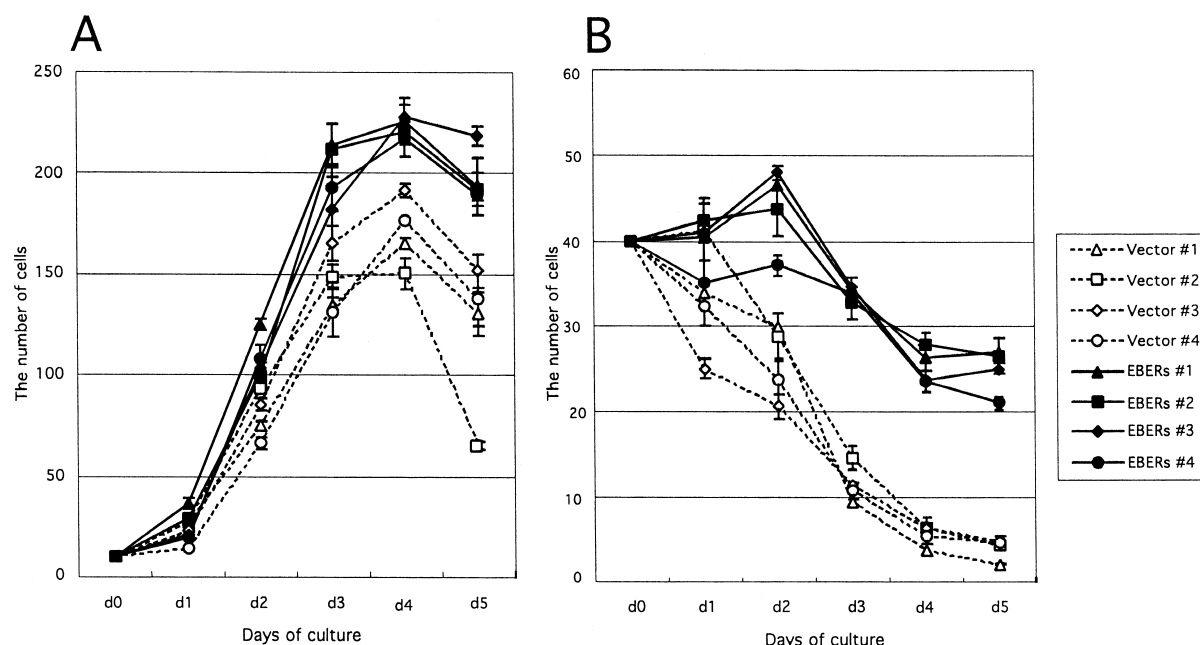 A
The number of cells
250
200
150
100
50
0
d0 d1 d2 d3 d4 d5
Days of culture
B
The number of cells
60
50
40
30
20
10
0
d0 d1 d2 d3 d4 d5
Days of culture
Vector #1
Vector #2
Vector #3
Vector #4
EBERs #1
EBERs #2
EBERs #3
EBERs #4